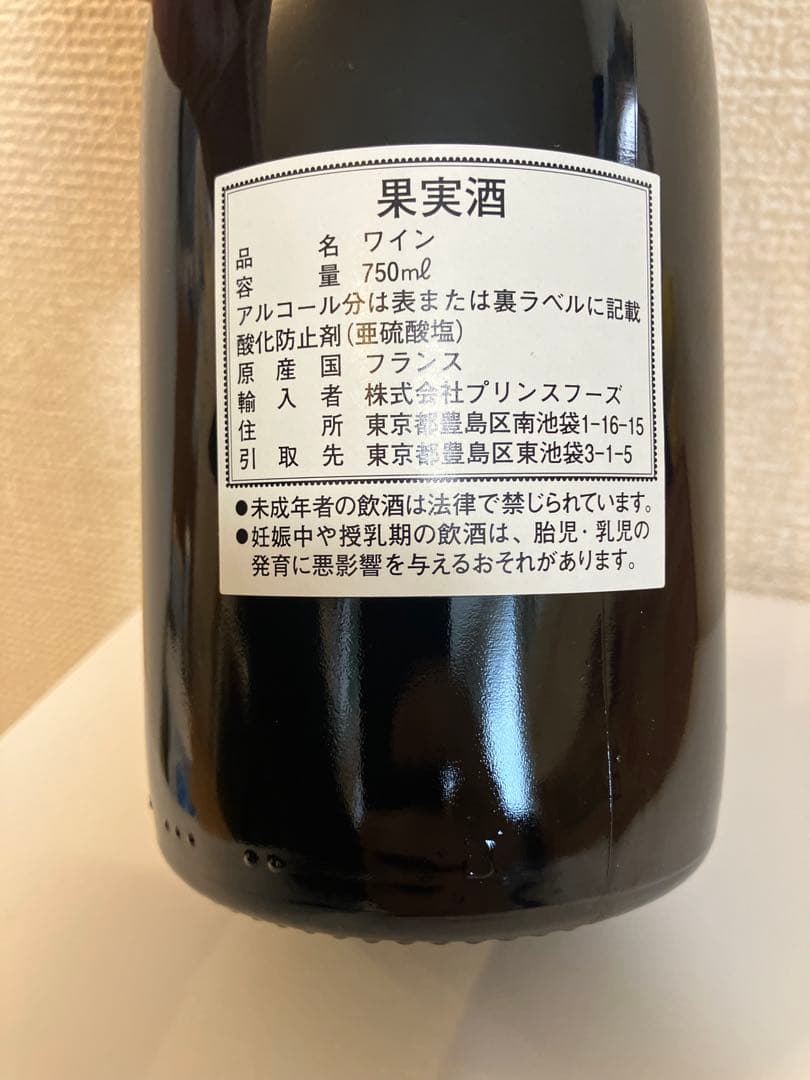 果実酒
品名 ワイン
容量 750mℓ
アルコール分は表または裏ラベルに記載
酸化防止剤(亜硫酸塩)
原産国 フランス
輸入者 株式会社プリンスフーズ
住所 東京都豊島区南池袋1-16-15
引取先 東京都豊島区東池袋3-1-5
●未成年者の飲酒は法律で禁じられています。
●妊娠中や授乳期の飲酒は、胎児・乳児の
発育に悪影響を与えるおそれがあります。